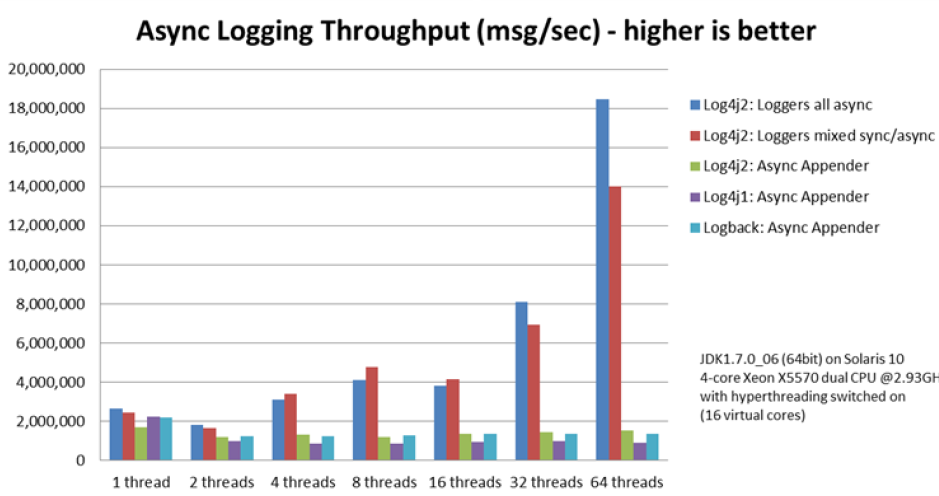 Async Logging Throughput (msg/sec) - higher is better
20,000,000
18,000,000
16,000,000
14,000,000
12,000,000
10,000,000
8,000,000
6,000,000
4,000,000
2,000,000
0
1 thread
2 threads
4 threads
8 threads
16 threads
32 threads
64 threads
Log4j2: Loggers all async
Log4j2: Loggers mixed sync/async
Log4j2: Async Appender
Log4j1: Async Appender
Logback: Async Appender
JDK1.7.0_06 (64bit) on Solaris 10
4-core Xeon X5570 dual CPU @2.93GH
with hyperthreading switched on
(16 virtual cores)